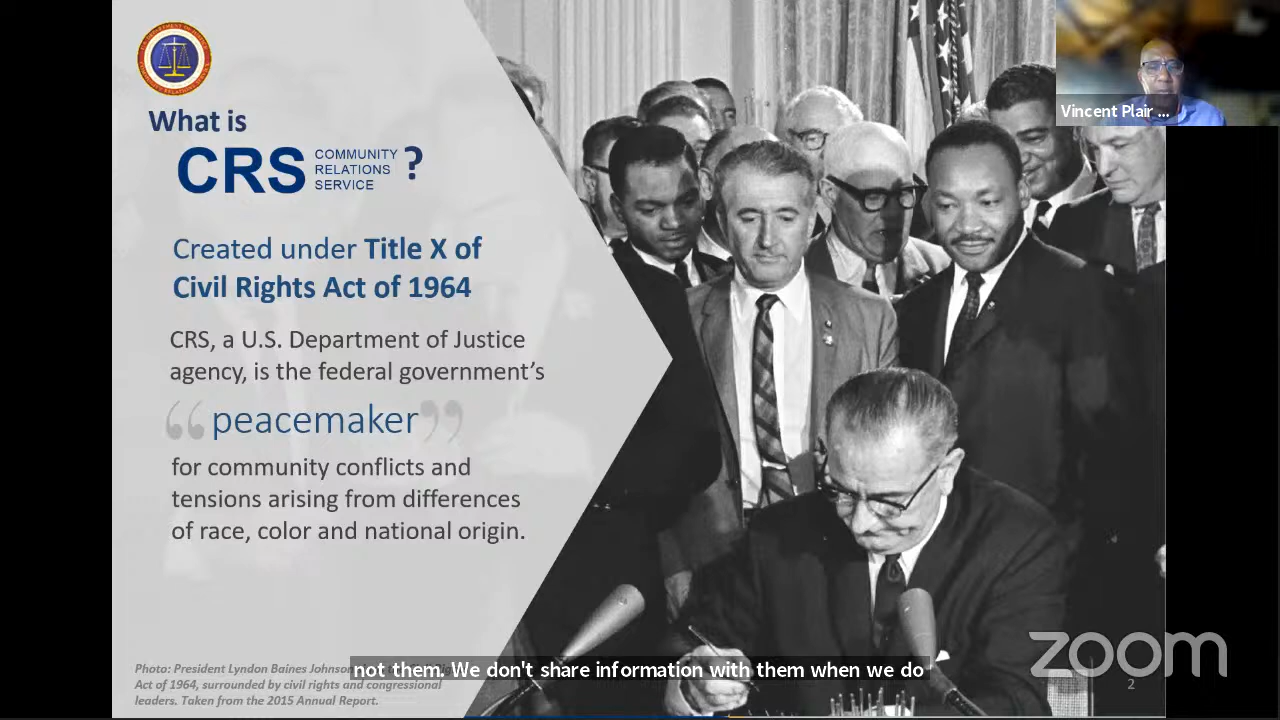 What is
CRS COMMUNITY
RELATIONS
SERVICE ?
Created under Title X of
Civil Rights Act of 1964
CRS, a U.S. Department of Justice
agency, is the federal government's
“peacemaker”
for community conflicts and
tensions arising from differences
of race, color and national origin.
Photo: President Lyndon Baines Johnson
Act of 1964, surrounded by civil rights and congressional
leaders. Taken from the 2015 Annual Report.
not them. We don't share information with them when we do
Vincent Plair ...
zoom
2